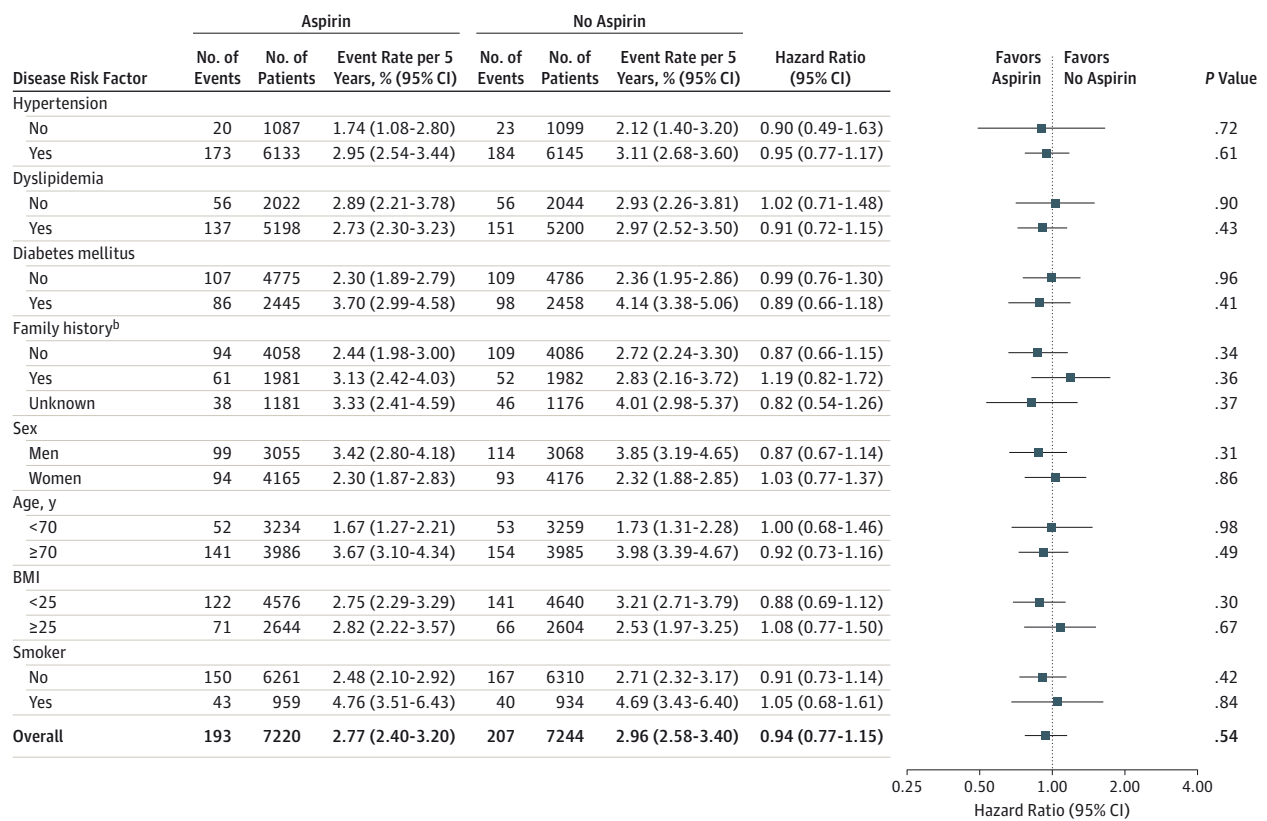 Aspirin No Aspirin
No. of No. of Event Rate per 5 No. of No. of Event Rate per 5 Hazard Ratio Favors Favors
Disease Risk Factor Events Patients Years, % (95% CI) Events Patients Years, % (95% CI) (95% CI) Aspirin No Aspirin P Value
Hypertension
No 20 1087 1.74 (1.08-2.80) 23 1099 2.12 (1.40-3.20) 0.90 (0.49-1.63) .72
Yes 173 6133 2.95 (2.54-3.44) 184 6145 3.11 (2.68-3.60) 0.95 (0.77-1.17) .61
Dyslipidemia
No 56 2022 2.89 (2.21-3.78) 56 2044 2.93 (2.26-3.81) 1.02 (0.71-1.48) .90
Yes 137 5198 2.73 (2.30-3.23) 151 5200 2.97 (2.52-3.50) 0.91 (0.72-1.15) .43
Diabetes mellitus
No 107 4775 2.30 (1.89-2.79) 109 4786 2.36 (1.95-2.86) 0.99 (0.76-1.30) .96
Yes 86 2445 3.70 (2.99-4.58) 98 2458 4.14 (3.38-5.06) 0.89 (0.66-1.18) .41
Family historyb
No 94 4058 2.44 (1.98-3.00) 109 4086 2.72 (2.24-3.30) 0.87 (0.66-1.15) .34
Yes 61 1981 3.13 (2.42-4.03) 52 1982 2.83 (2.16-3.72) 1.19 (0.82-1.72) .36
Unknown 38 1181 3.33 (2.41-4.59) 46 1176 4.01 (2.98-5.37) 0.82 (0.54-1.26) .37
Sex
Men 99 3055 3.42 (2.80-4.18) 114 3068 3.85 (3.19-4.65) 0.87 (0.67-1.14) .31
Women 94 4165 2.30 (1.87-2.83) 93 4176 2.32 (1.88-2.85) 1.03 (0.77-1.37) .86
Age, y
<70 52 3234 1.67 (1.27-2.21) 53 3259 1.73 (1.31-2.28) 1.00 (0.68-1.46) .98
≥70 141 3986 3.67 (3.10-4.34) 154 3985 3.98 (3.39-4.67) 0.92 (0.73-1.16) .49
BMI
<25 122 4576 2.75 (2.29-3.29) 141 4640 3.21 (2.71-3.79) 0.88 (0.69-1.12) .30
≥25 71 2644 2.82 (2.22-3.57) 66 2604 2.53 (1.97-3.25) 1.08 (0.77-1.50) .67
Smoker
No 150 6261 2.48 (2.10-2.92) 167 6310 2.71 (2.32-3.17) 0.91 (0.73-1.14) .42
Yes 43 959 4.76 (3.51-6.43) 40 934 4.69 (3.43-6.40) 1.05 (0.68-1.61) .84
Overall 193 7220 2.77 (2.40-3.20) 207 7244 2.96 (2.58-3.40) 0.94 (0.77-1.15) .54
0.25 0.50 1.00 2.00 4.00
Hazard Ratio (95% CI)